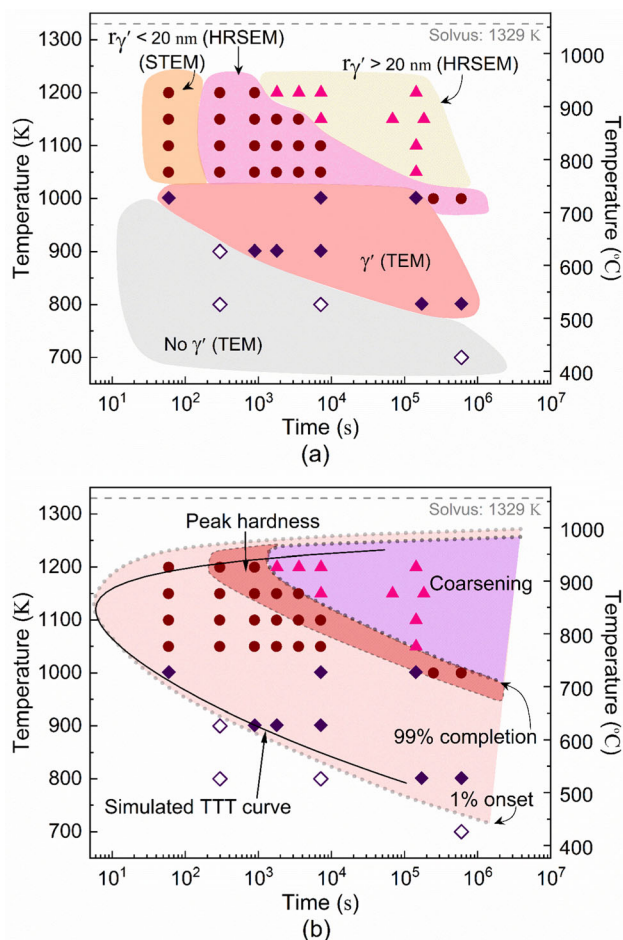 rγ′ < 20 nm (HRSEM)
(STEM)
rγ′ > 20 nm (HRSEM)
Solvus: 1329 K
γ′ (TEM)
No γ′ (TEM)
Temperature (K)
1300
1200
1100
1000
900
800
700
Temperature (ºC)
1000
900
800
700
600
500
400
10¹ 10² 10³ 10⁴ 10⁵ 10⁶ 10⁷
Time (s)
(a)
Solvus: 1329 K
Peak hardness
Coarsening
99% completion
1% onset
Simulated TTT curve
Temperature (K)
1300
1200
1100
1000
900
800
700
Temperature (ºC)
1000
900
800
700
600
500
400
10¹ 10² 10³ 10⁴ 10⁵ 10⁶ 10⁷
Time (s)
(b)